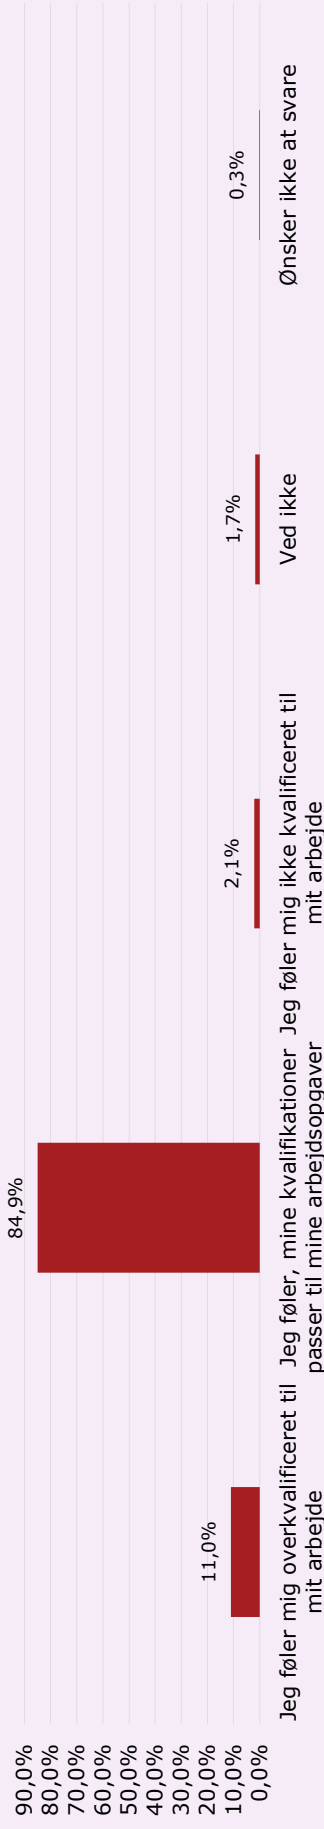 90,0%
80,0%
70,0%
60,0%
50,0%
40,0%
30,0%
20,0%
10,0%
0,0%
11,0%
84,9%
2,1%
1,7%
0,3%
Jeg føler mig overkvalificeret til
mit arbejde
Jeg føler, mine kvalifikationer
passer til mine arbejdsopgaver
Jeg føler mig ikke kvalificeret til
mit arbejde
Ved ikke
Ønsker ikke at svare